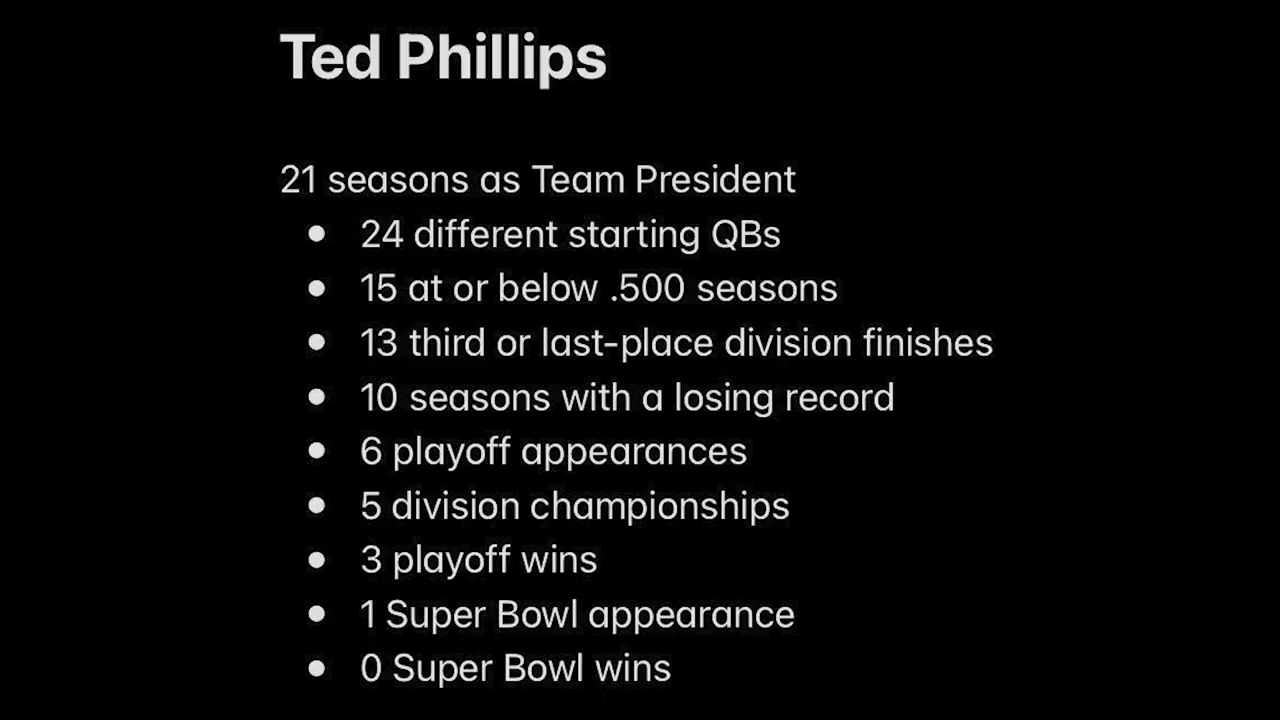 Ted Phillips
21 seasons as Team President
• 24 different starting QBs
• 15 at or below .500 seasons
• 13 third or last-place division finishes
• 10 seasons with a losing record
• 6 playoff appearances
• 5 division championships
• 3 playoff wins
• 1 Super Bowl appearance
• 0 Super Bowl wins